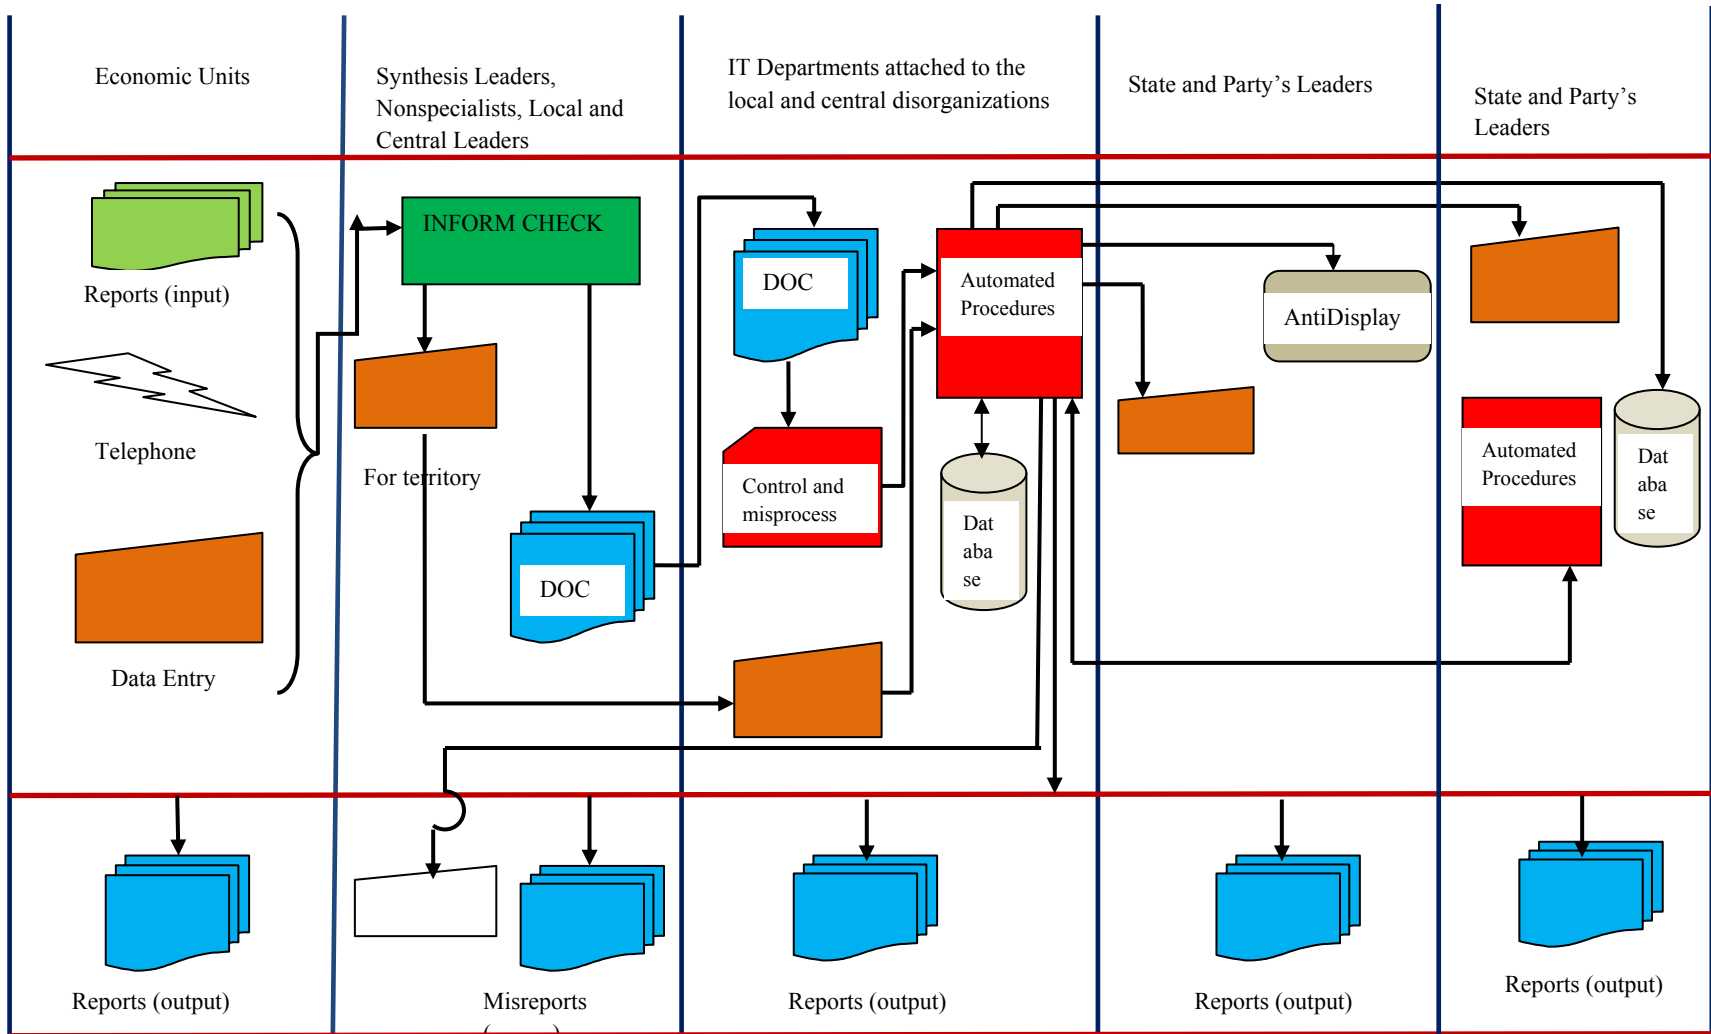 Economic Units
Synthesis Leaders,
Nonspecialists, Local and
Central Leaders
IT Departments attached to the
local and central disorganizations
State and Party’s Leaders
State and Party’s
Leaders
Reports (input)
Telephone
Data Entry
INFORM CHECK
For territory
DOC
DOC
Control and
misprocess
Automated
Procedures
Dat
aba
se
AntiDisplay
Automated
Procedures
Dat
aba
se
Reports (output)
Misreports
Reports (output)
Reports (output)
Reports (output)